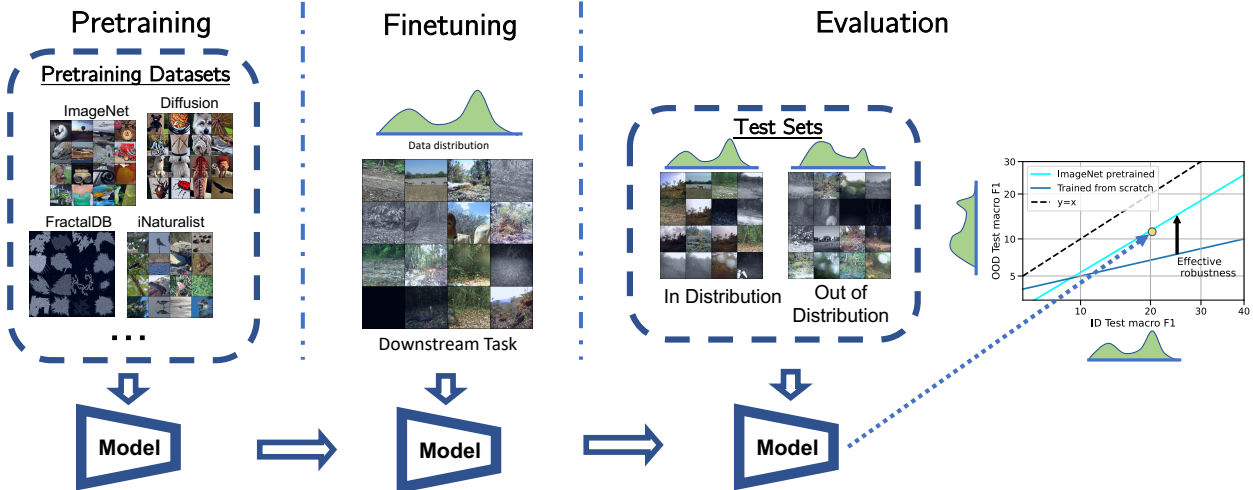 Pretraining
Finetuning
Evaluation
Pretraining Datasets
ImageNet
Diffusion
FractalDB
iNaturalist
...
Model
Data distribution
Downstream Task
Model
Test Sets
In Distribution
Out of
Distribution
Model
OOD Test macro F1
30
20
10
5
ImageNet pretrained
Trained from scratch
y=x
Effective
robustness
10
20
30
40
ID Test macro F1